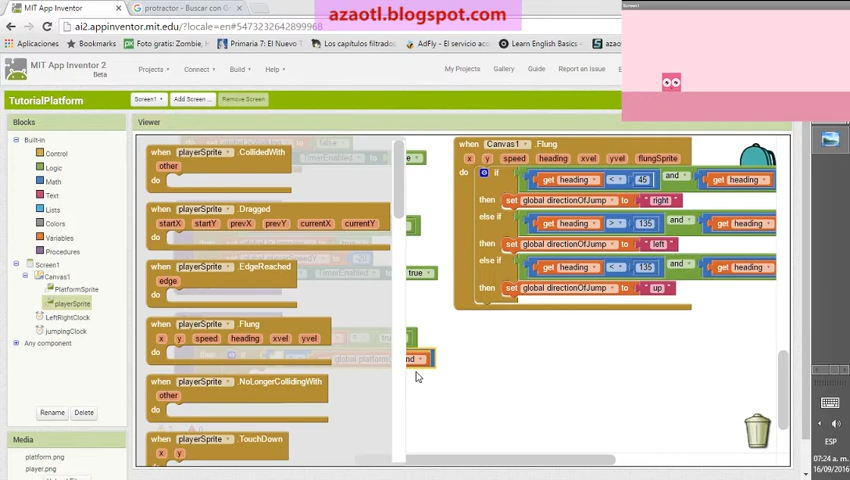 MIT App Inventor
protractor - Buscar con G
azaotl.blogspot.com
Screen1
ai2.appinventor.mit.edu/?locale=en#5473232642899968
Aplicaciones
Foto gratis: Zombie, H
Primaria 7: El Nuevo T
Los capítulos filtrados
AdFly - El servicio ac
Learn English Basics
azaotl
MIT App Inventor 2
Beta
Projects
Connect
Build
Help
My Projects
Gallery
Guide
Report an Issue
TutorialPlatform
Screen1
Add Screen ...
Remove Screen
Blocks
Viewer
Built-in
Control
Logic
Math
Text
Lists
Colors
Variables
Procedures
Screen1
Canvas1
PlatformSprite
playerSprite
LeftRightClock
jumpingClock
Any component
Rename
Delete
Media
platform.png
player.png
when playerSprite .CollidedWith
other
do
when playerSprite .Dragged
startX startY prevX prevY currentX currentY
do
when playerSprite .EdgeReached
edge
do
when playerSprite .Flung
x y speed heading xvel yvel
do
when playerSprite .NoLongerCollidingWith
other
do
when playerSprite .TouchDown
x y
false
TimerEnabled
true
when Canvas1 .Flung
x y speed heading xvel yvel flungSprite
do if get heading < 45 and get heading
then set global directionOfJump to " right "
else if get heading > 135 and get heading
then set global directionOfJump to " left "
else if get heading < 135 and get heading
then set global directionOfJump to " up "
ESP
07:24 a. m.
16/09/2016